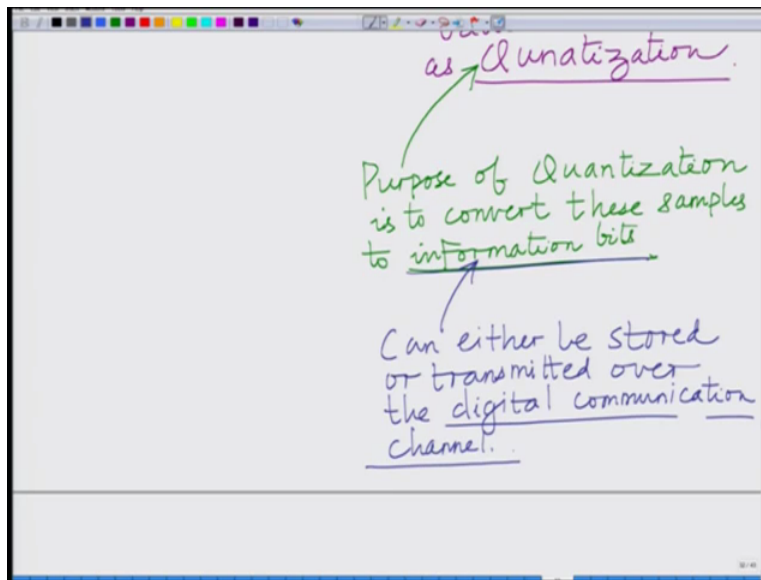 as Qunatization.
Purpose of Quantization
is to convert these samples
to information bits
Can either be stored
or transmitted over
the digital communication
channel.